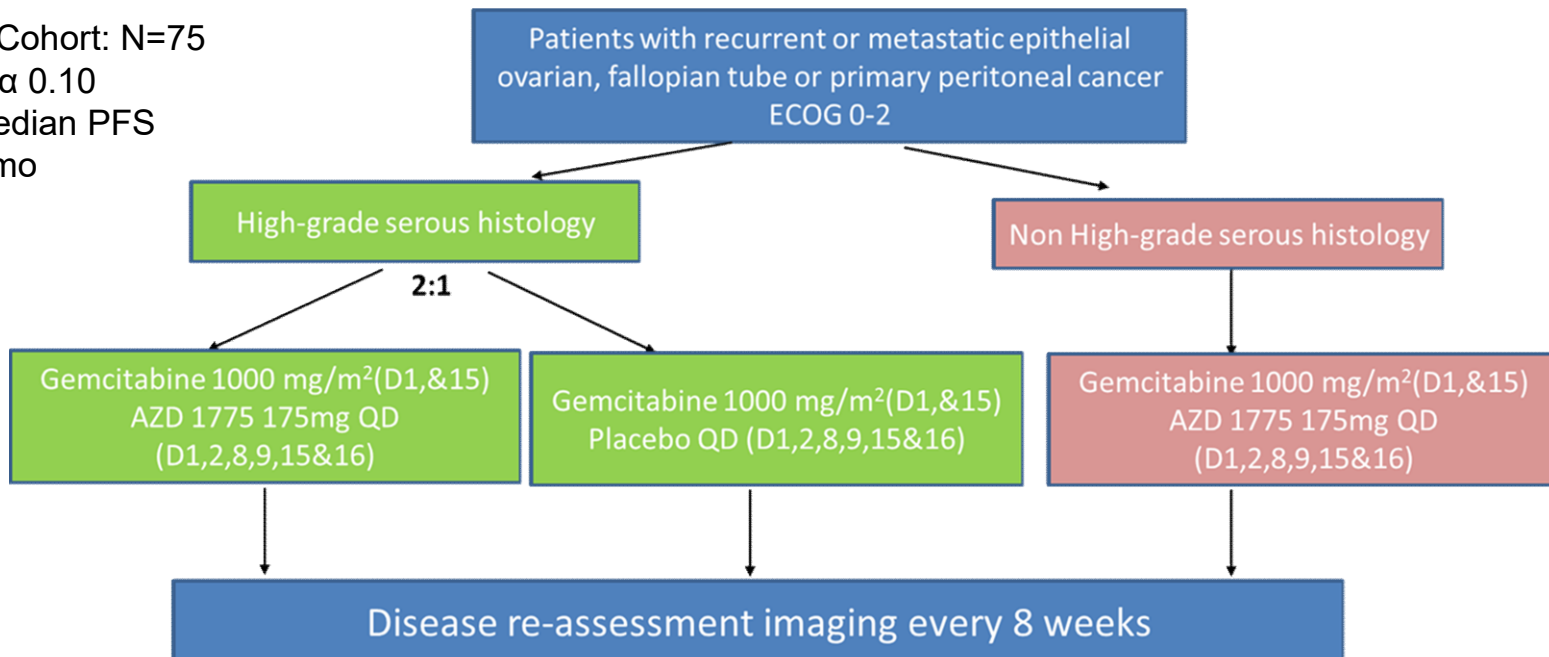 Cohort: N=75
α 0.10
edian PFS
mo
Patients with recurrent or metastatic epithelial
ovarian, fallopian tube or primary peritoneal cancer
ECOG 0-2
High-grade serous histology
Non High-grade serous histology
2:1
Gemcitabine 1000 mg/m²(D1,&15)
AZD 1775 175mg QD
(D1,2,8,9,15&16)
Gemcitabine 1000 mg/m²(D1,&15)
Placebo QD (D1,2,8,9,15&16)
Gemcitabine 1000 mg/m²(D1,&15)
AZD 1775 175mg QD
(D1,2,8,9,15&16)
Disease re-assessment imaging every 8 weeks